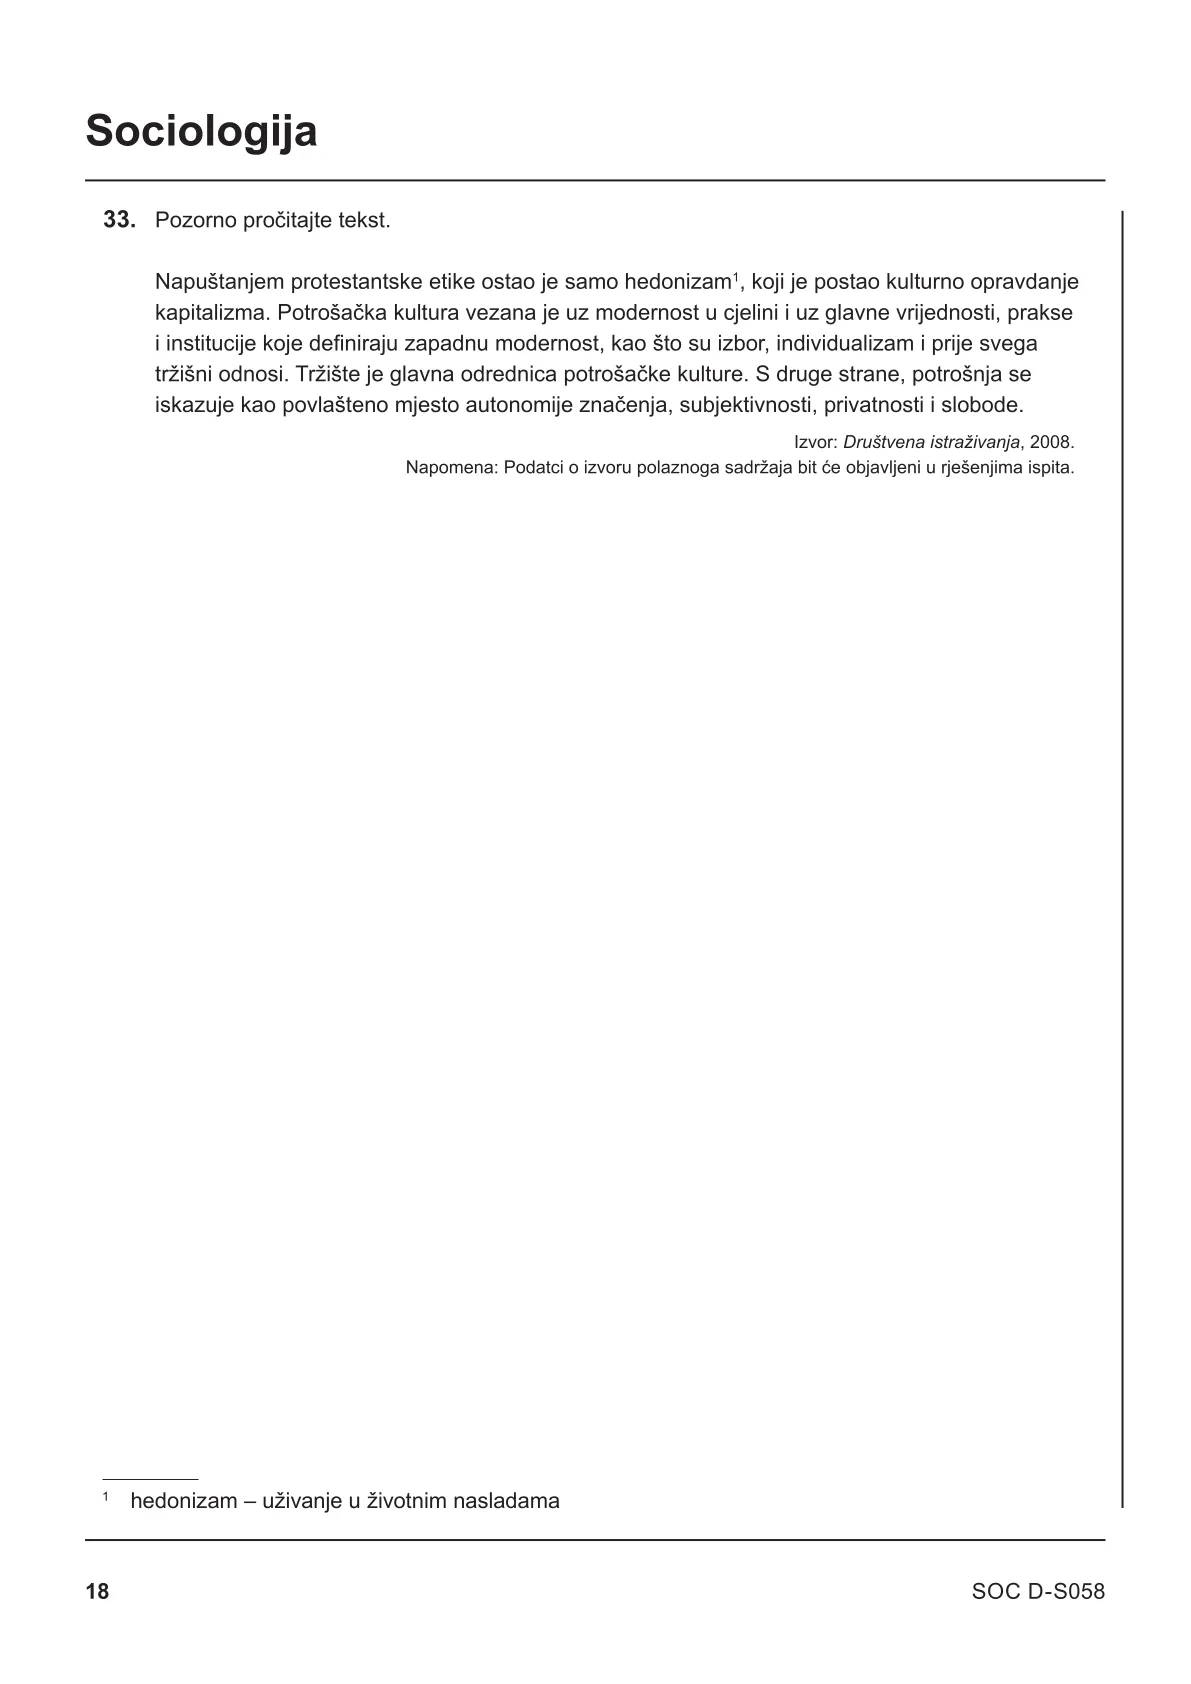 Sociologija
33. Pozorno pročitajte tekst.
Napuštanjem protestantske etike ostao je samo hedonizam¹, koji je postao kulturno opravdanje
kapitalizma. Potrošačka kultura vezana je uz modernost u cjelini i uz glavne vrijednosti, prakse
i institucije koje definiraju zapadnu modernost, kao što su izbor, individualizam i prije svega
tržišni odnosi. Tržište je glavna odrednica potrošačke kulture. S druge strane, potrošnja se
iskazuje kao povlašteno mjesto autonomije značenja, subjektivnosti, privatnosti i slobode.
Izvor: Društvena istraživanja, 2008.
Napomena: Podatci o izvoru polaznoga sadržaja bit će objavljeni u rješenjima ispita.
¹ hedonizam – uživanje u životnim nasladama
18 SOC D-S058